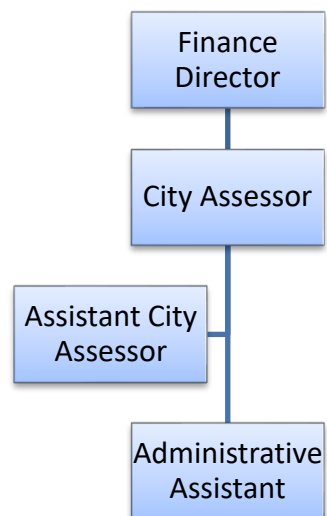 Finance
Director
City Assessor
Assistant City
Assessor
Administrative
Assistant